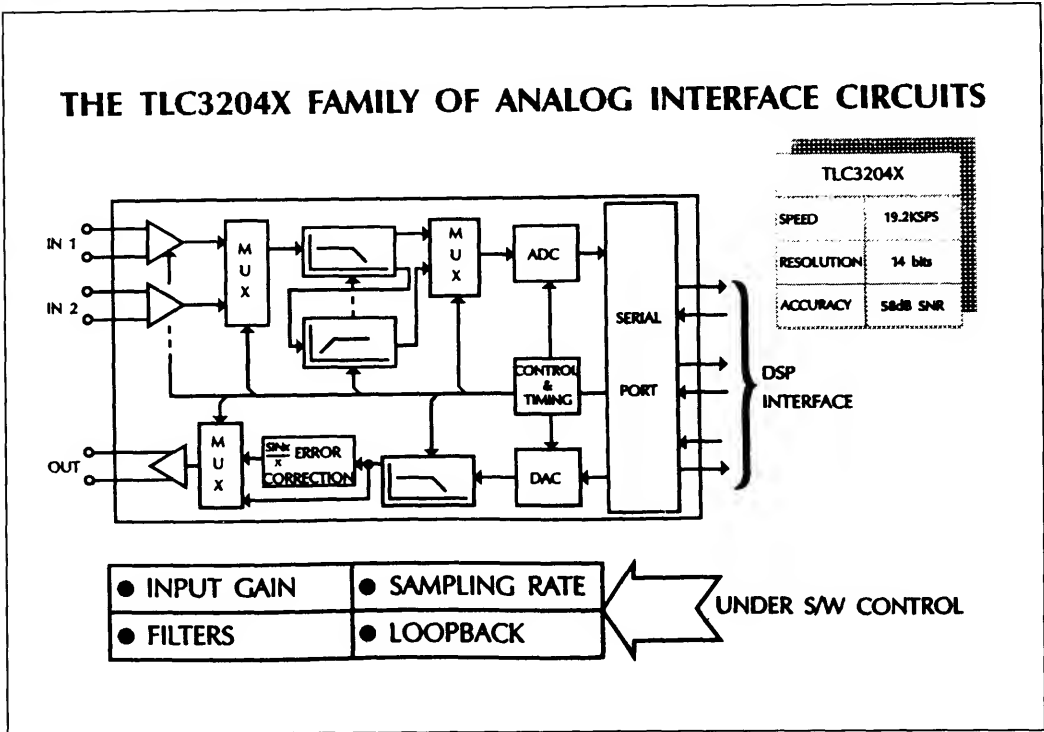 THE TLC3204X FAMILY OF ANALOG INTERFACE CIRCUITS
TLC3204X
SPEED 19.2KSPS
RESOLUTION 14 bits
ACCURACY 58dB SNR
IN 1
IN 2
M
U
X
M
U
X
ADC
SERIAL
PORT
CONTROL
&
TIMING
DSP
INTERFACE
OUT
M
U
X
SINx
x
ERROR
CORRECTION
DAC
● INPUT GAIN
● SAMPLING RATE
● FILTERS
● LOOPBACK
UNDER S/W CONTROL